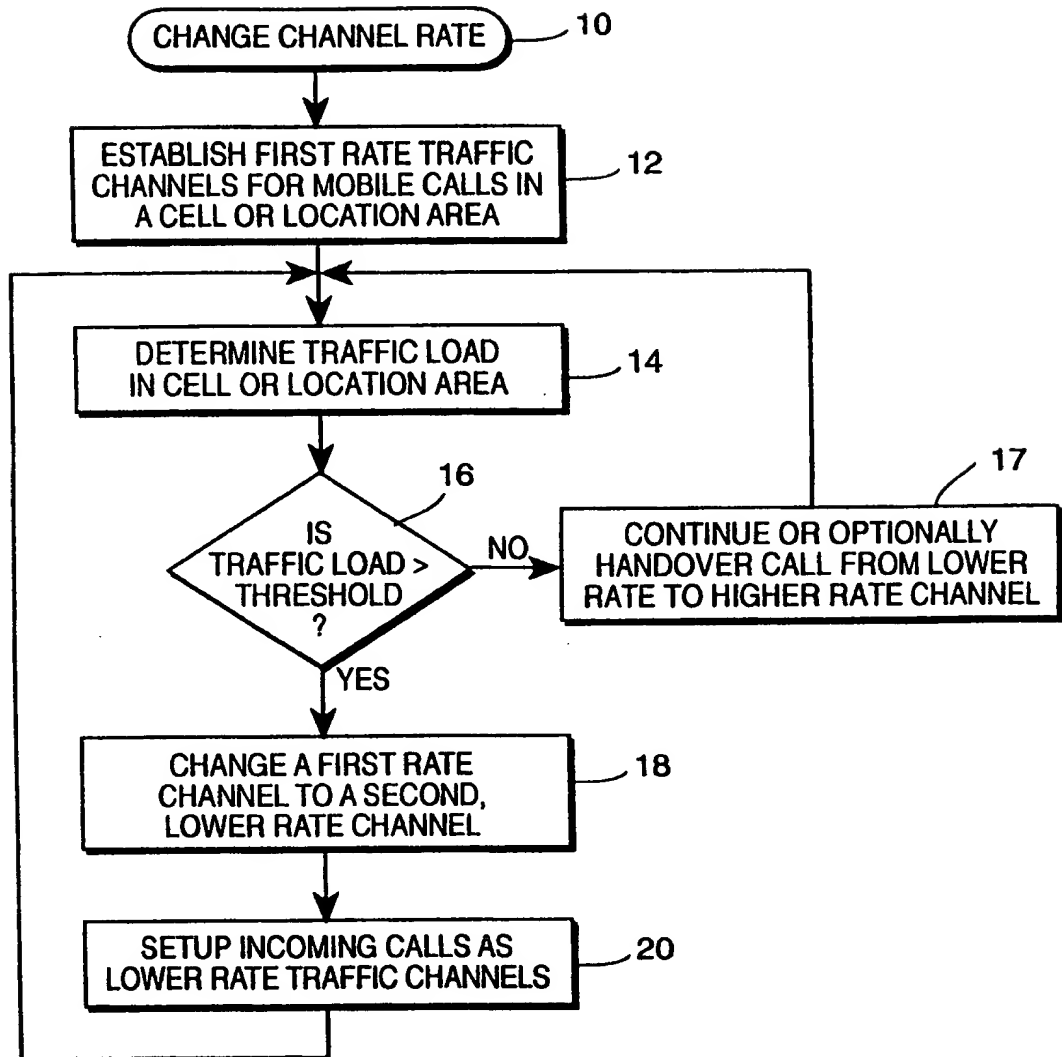 CHANGE CHANNEL RATE
10
ESTABLISH FIRST RATE TRAFFIC
CHANNELS FOR MOBILE CALLS IN
A CELL OR LOCATION AREA
12
DETERMINE TRAFFIC LOAD
IN CELL OR LOCATION AREA
14
16
IS
TRAFFIC LOAD >
THRESHOLD
?
NO
YES
17
CONTINUE OR OPTIONALLY
HANDOVER CALL FROM LOWER
RATE TO HIGHER RATE CHANNEL
CHANGE A FIRST RATE
CHANNEL TO A SECOND,
LOWER RATE CHANNEL
18
SETUP INCOMING CALLS AS
LOWER RATE TRAFFIC CHANNELS
20